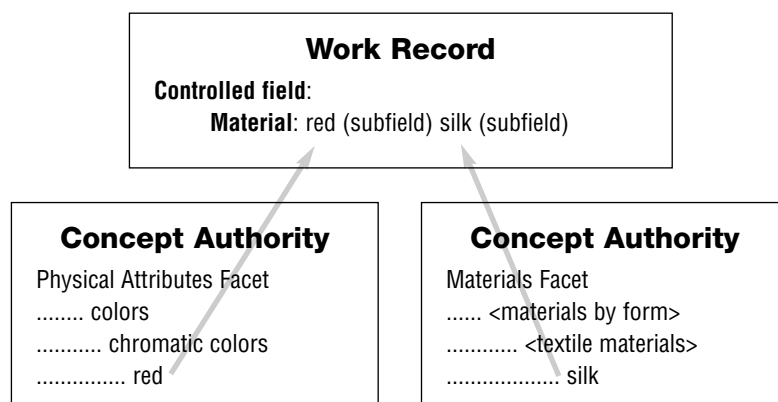 Work Record
Controlled field:
Material: red (subfield) silk (subfield)
Concept Authority
Physical Attributes Facet
........ colors
........... chromatic colors
............... red
Concept Authority
Materials Facet
...... <materials by form>
............ <textile materials>
................... silk